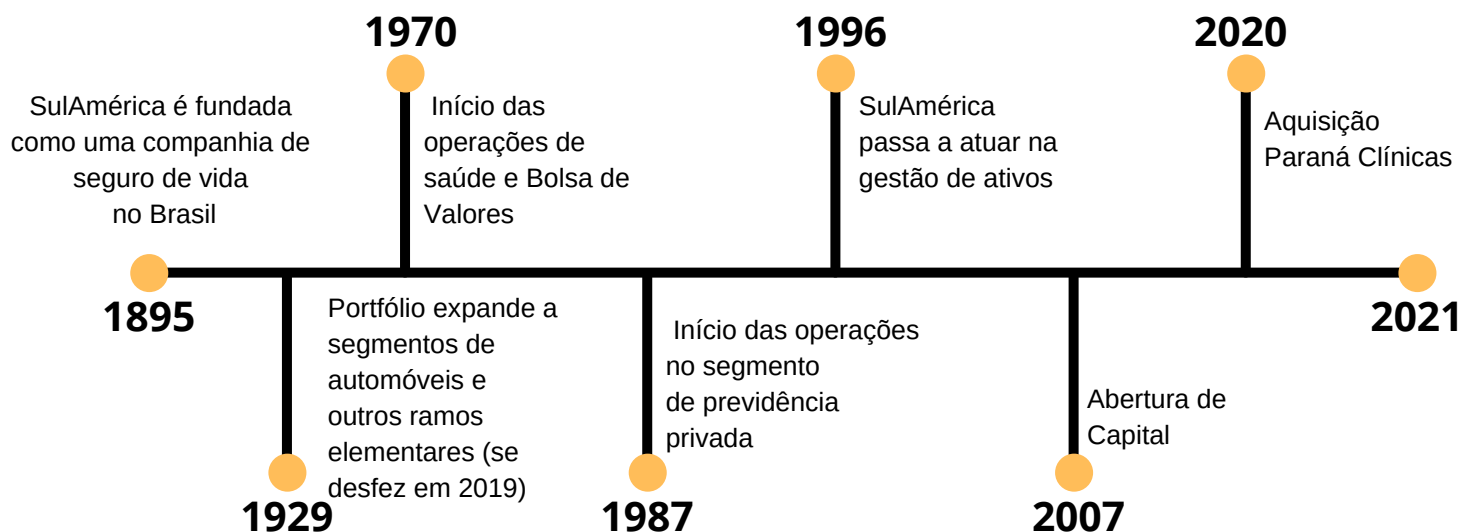 1970
1996
2020
SulAmérica é fundada
como uma companhia de
seguro de vida
no Brasil
Início das
operações de
saúde e Bolsa de
Valores
SulAmérica
passa a atuar na
gestão de ativos
Aquisição
Paraná Clínicas
1895
2021
Portfólio expande a
segmentos de
automóveis e
outros ramos
elementares (se
desfez em 2019)
Início das operações
no segmento
de previdência
privada
Abertura de
Capital
1929
1987
2007